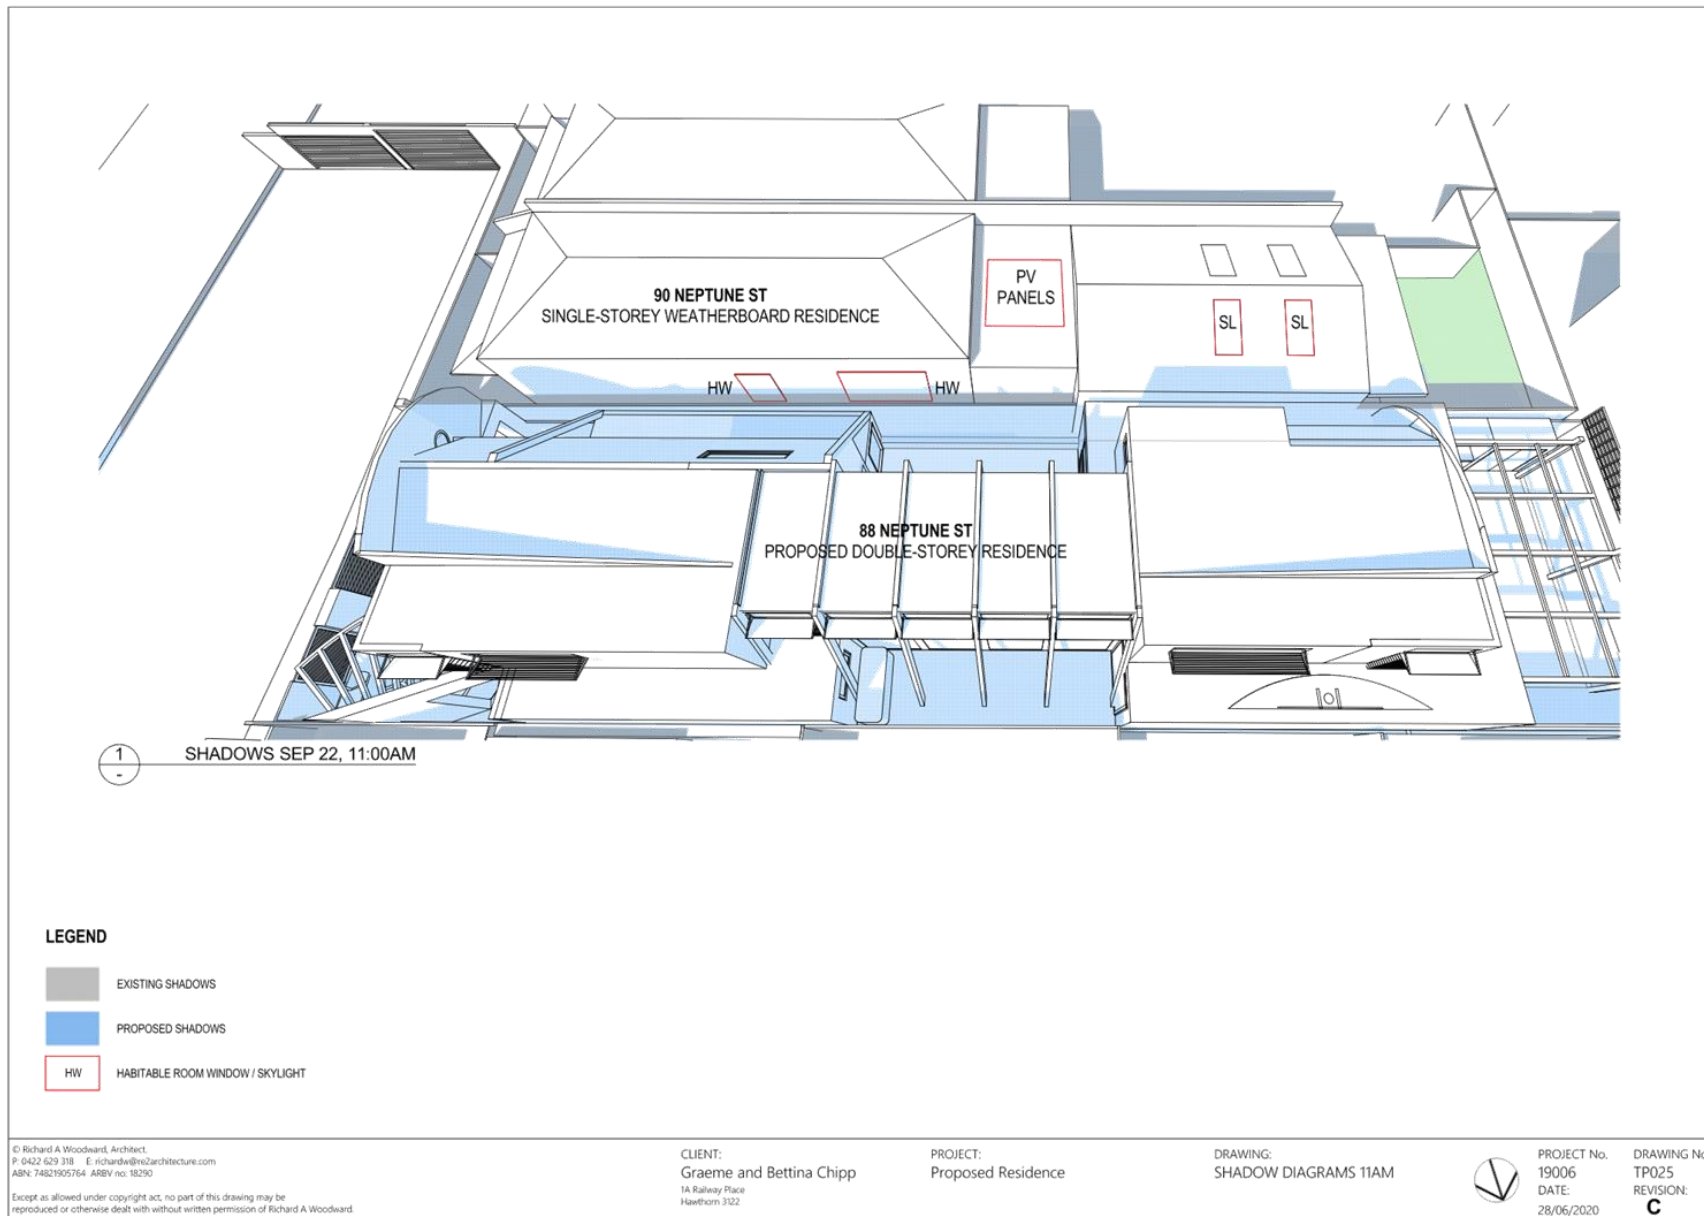 90 NEPTUNE ST
SINGLE-STOREY WEATHERBOARD RESIDENCE
PV
PANELS
SL
SL
HW
HW
88 NEPTUNE ST
PROPOSED DOUBLE-STOREY RESIDENCE
1
-
SHADOWS SEP 22, 11:00AM
LEGEND
EXISTING SHADOWS
PROPOSED SHADOWS
HW
HABITABLE ROOM WINDOW / SKYLIGHT
© Richard A Woodward, Architect.
P: 0422 629 318 E: richardw@re2architecture.com
ABN: 74821905764 ARBV no: 18290
Except as allowed under copyright act, no part of this drawing may be
reproduced or otherwise dealt with without written permission of Richard A Woodward.
CLIENT:
Graeme and Bettina Chipp
1A Railway Place
Hawthorn 3122
PROJECT:
Proposed Residence
DRAWING:
SHADOW DIAGRAMS 11AM
PROJECT No.
19006
DATE:
28/06/2020
DRAWING No
TP025
REVISION:
C